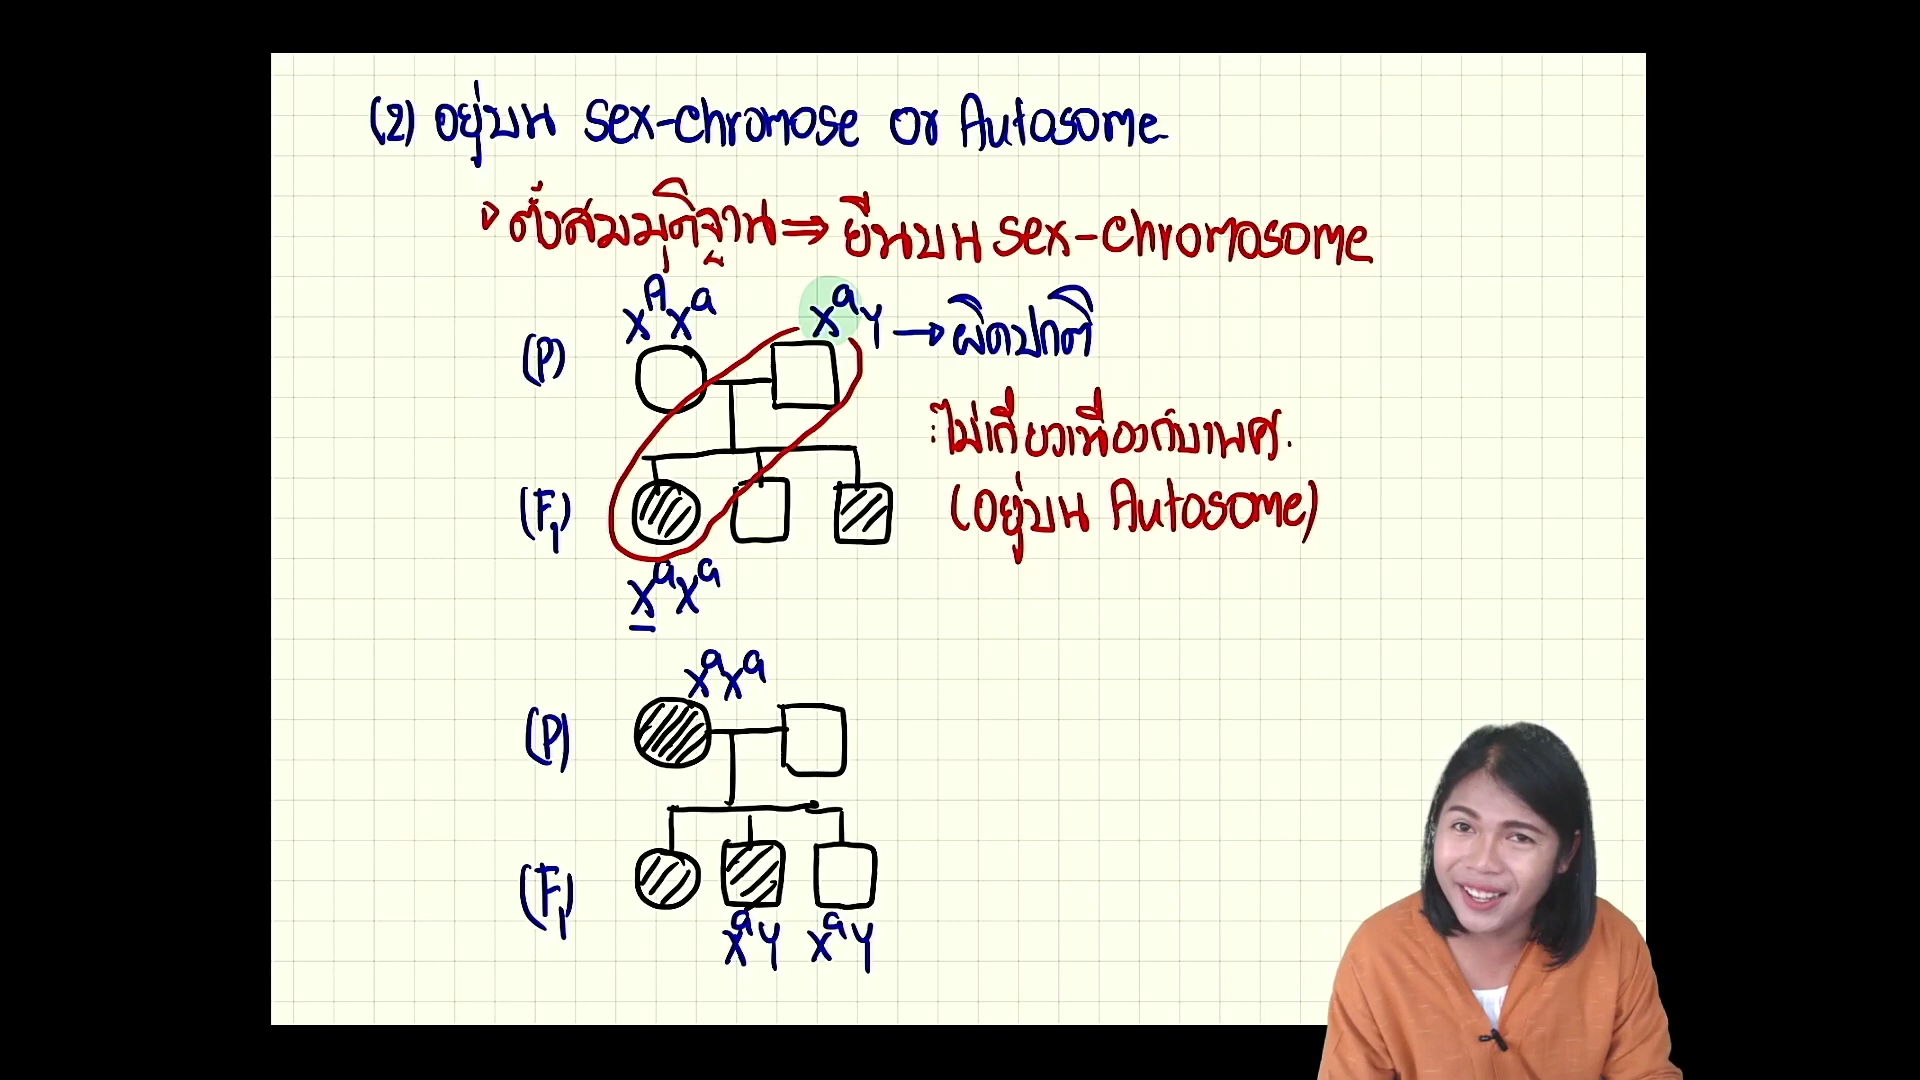 (2) อยู่บน sex-chromose or Autosome
ตั้งสมมุติฐาน ⇒ ยีนบน sex-chromosome
XᴬXᵃ XᵃY → ผิดปกติ
(P)
∴ ไม่เกี่ยวเนื่องกับเพศ.
(F₁) (อยู่บน Autosome)
XᵃXᵃ
XᵃXᵃ
(P)
(F₁)
XᵃY XᵃY